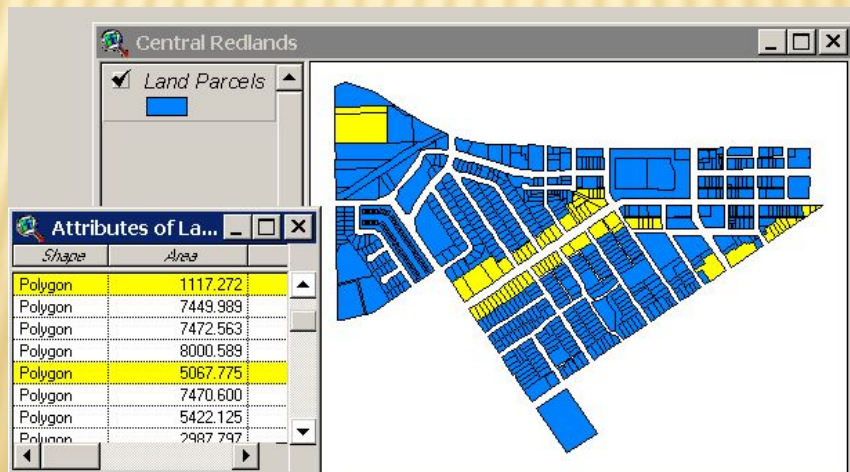 Central Redlands
Land Parcels
Attributes of La...
Shape Area
Polygon 1117.272
Polygon 7449.989
Polygon 7472.563
Polygon 8000.589
Polygon 5067.775
Polygon 7470.600
Polygon 5422.125
Polygon 2987.797